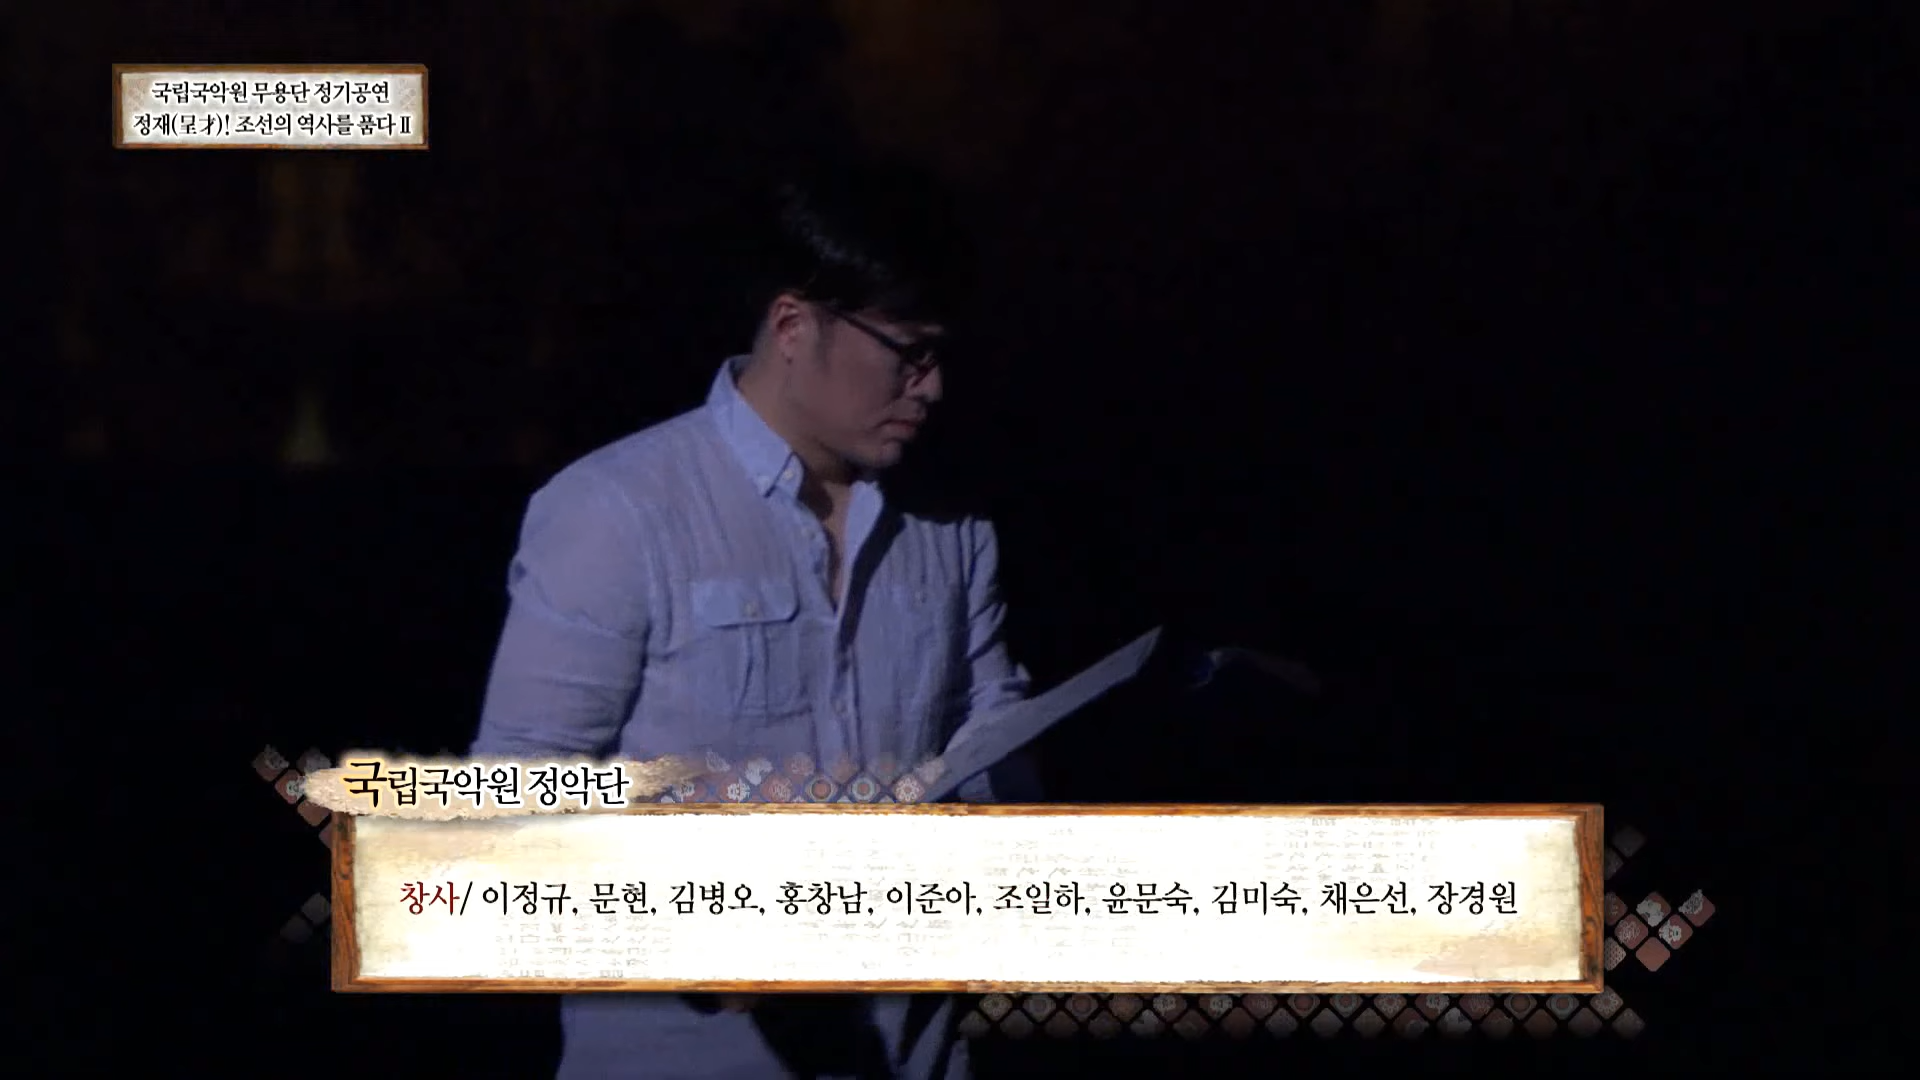 국립국악원 무용단 정기공연
정재(呈才)! 조선의 역사를 품다 Ⅱ
국립국악원 정악단
창사/ 이정규, 문현, 김병오, 홍창남, 이준아, 조일하, 윤문숙, 김미숙, 채은선, 장경원